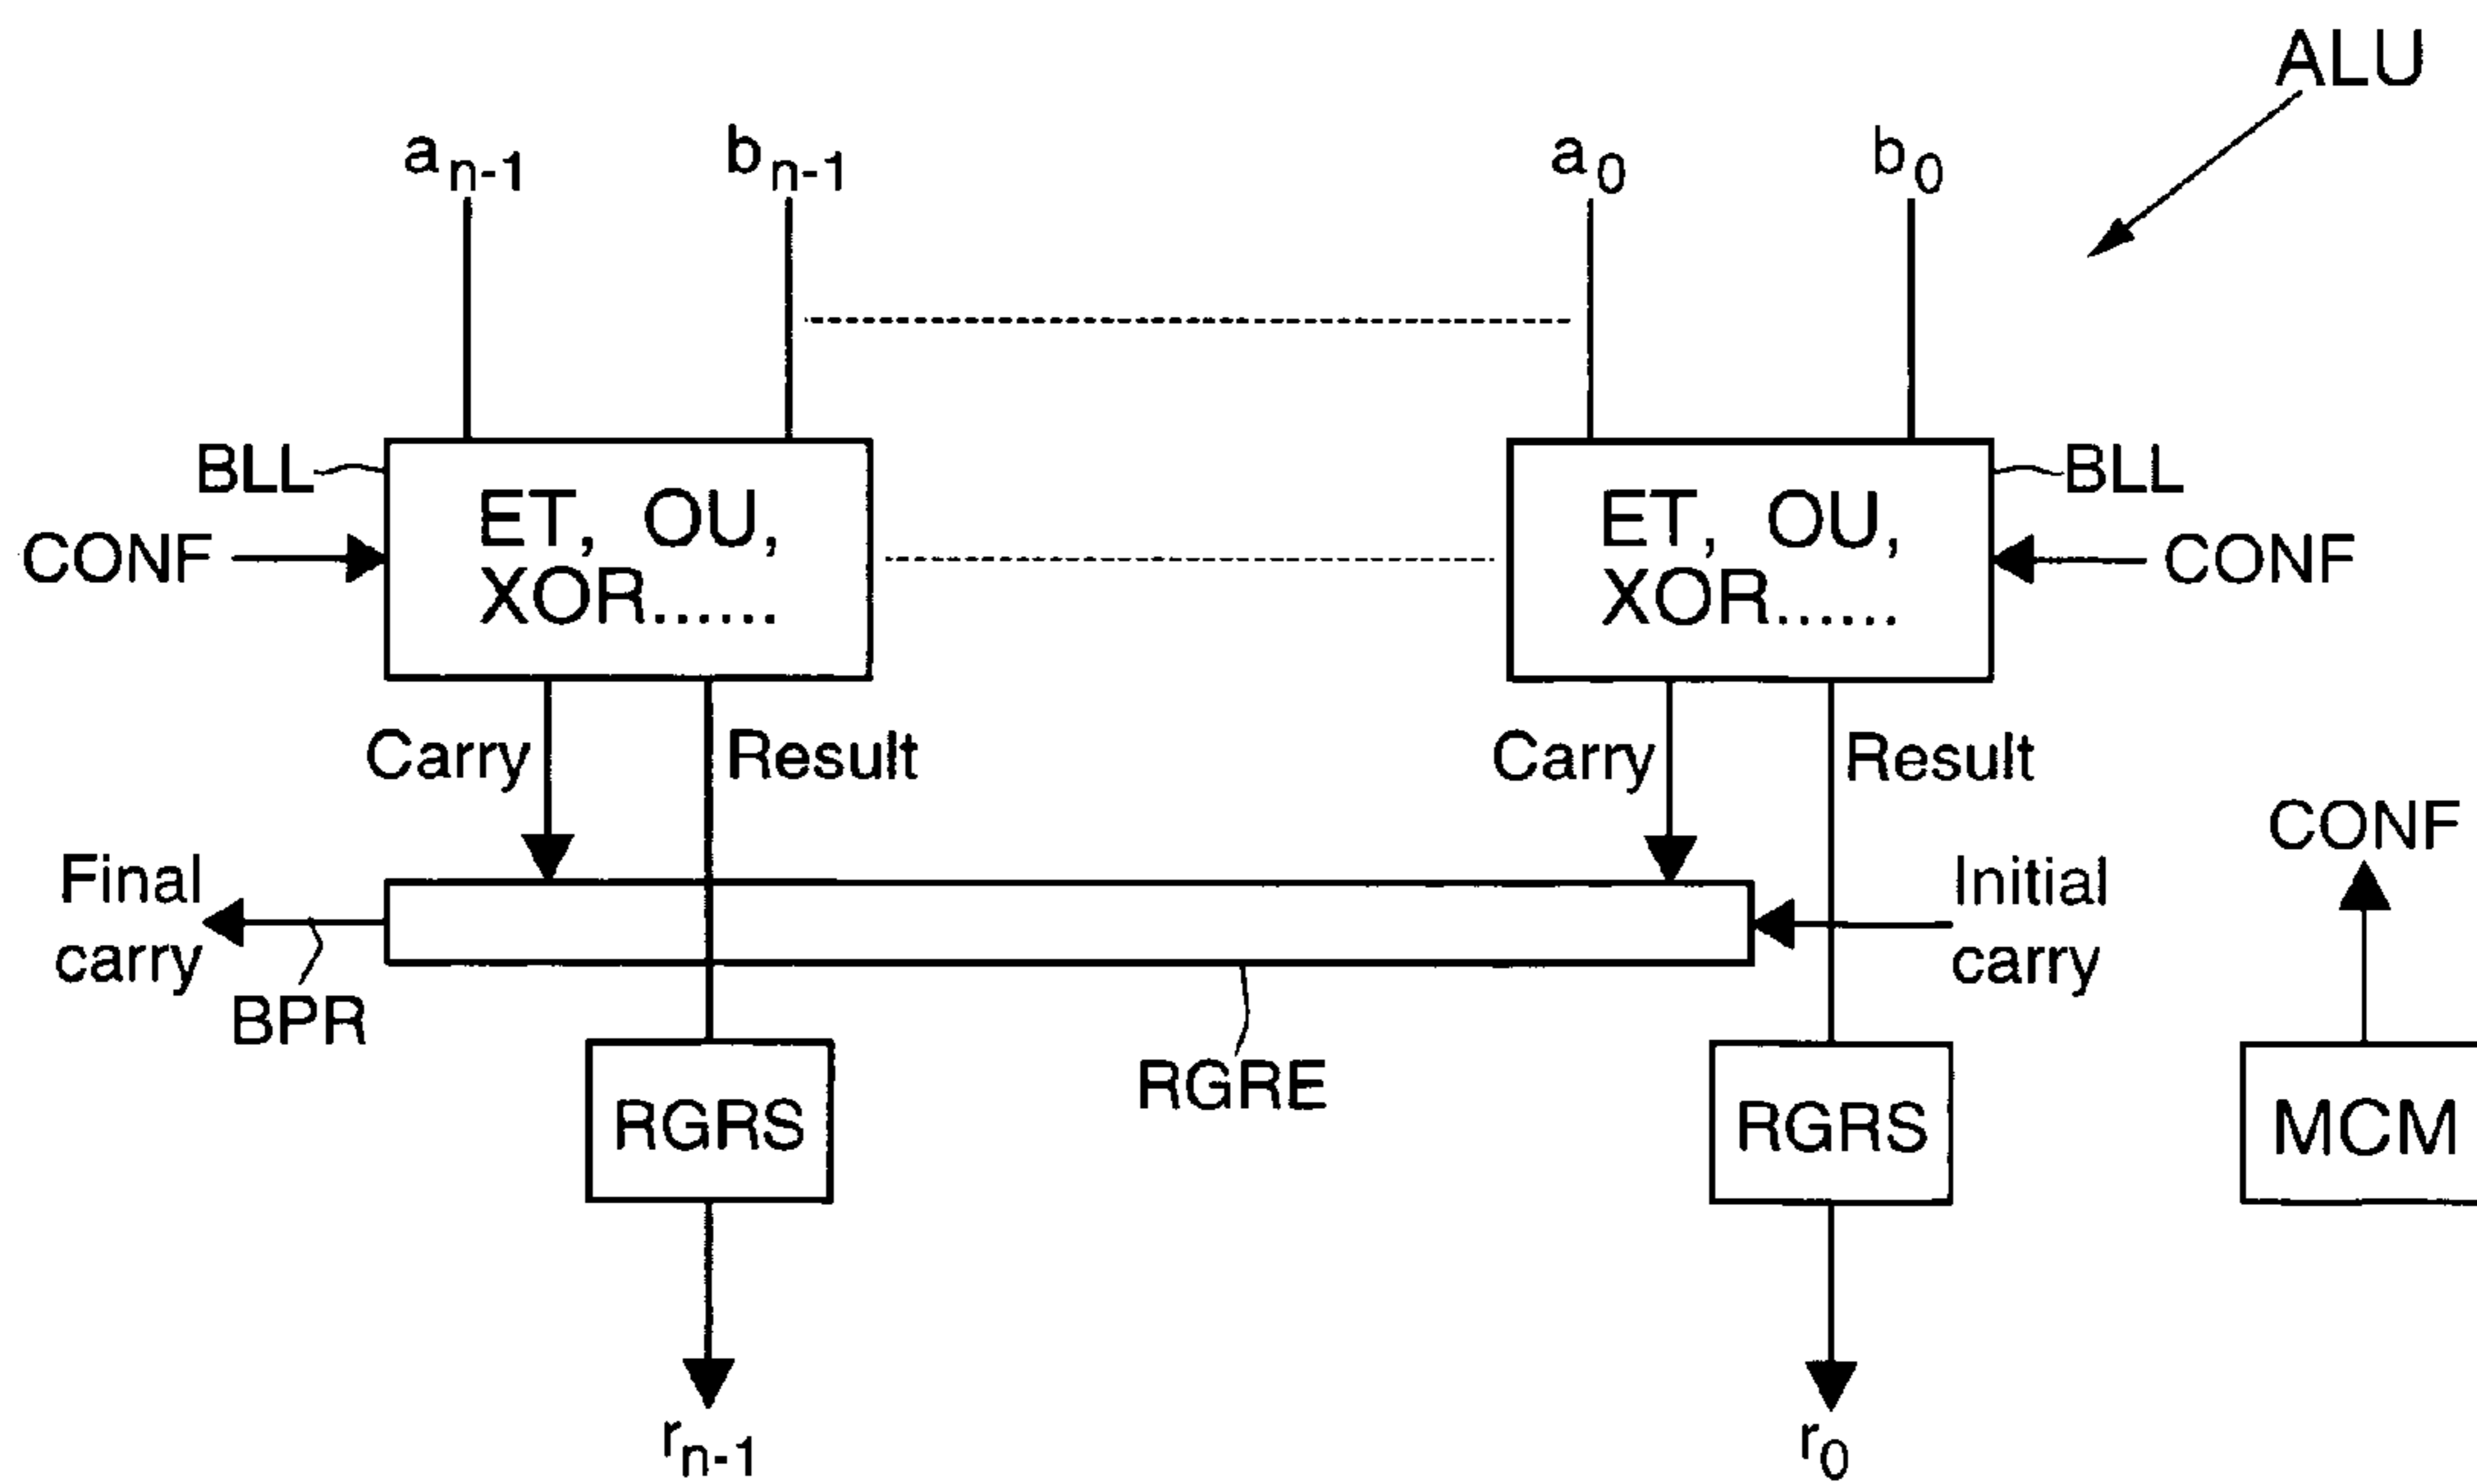 ALU
a n-1 b n-1 a 0 b 0
BLL BLL
ET, OU, ET, OU,
CONF CONF
XOR...... XOR......
Carry Result Carry Result
CONF
Final Initial
carry carry
BPR
RGRE
RGRS RGRS MCM
r n-1 r 0